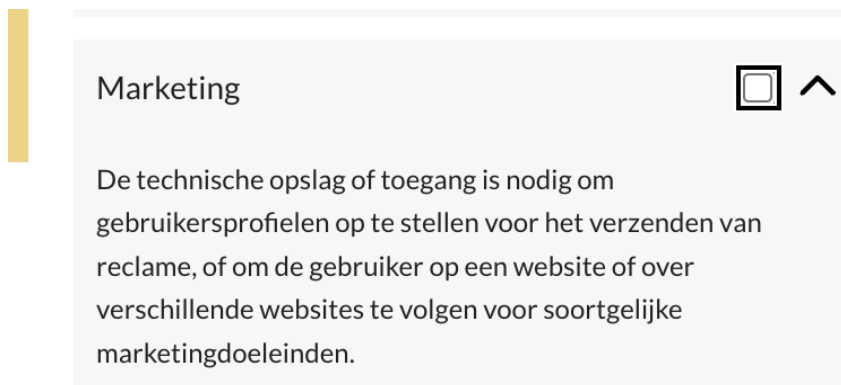 Marketing
De technische opslag of toegang is nodig om
gebruikersprofielen op te stellen voor het verzenden van
reclame, of om de gebruiker op een website of over
verschillende websites te volgen voor soortgelijke
marketingdoeleinden.